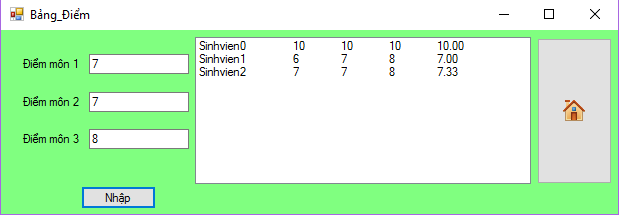 Bảng_Điểm
Điểm môn 1 7
Điểm môn 2 7
Điểm môn 3 8
Nhập
Sinhvien0 10 10 10 10.00
Sinhvien1 6 7 8 7.00
Sinhvien2 7 7 8 7.33